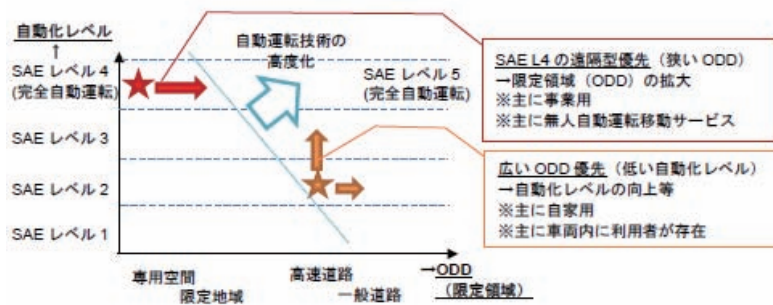 自動化レベル
↑
SAE レベル 4
(完全自動運転)
SAE レベル 3
SAE レベル 2
SAE レベル 1
自動運転技術の
高度化
SAE レベル 5
(完全自動運転)
専用空間
限定地域
高速道路
一般道路
→ODD
(限定領域)
SAE L4 の遠隔型優先（狭い ODD）
→限定領域（ODD）の拡大
※主に事業用
※主に無人自動運転移動サービス
広い ODD 優先（低い自動化レベル）
→自動化レベルの向上等
※主に自家用
※主に車両内に利用者が存在